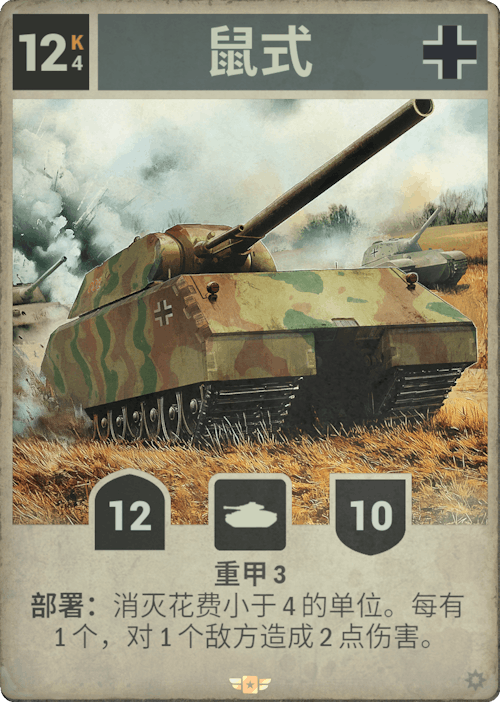 12 K 4 鼠式
12 10
重甲 3
部署：消灭花费小于 4 的单位。每有
1 个，对 1 个敌方造成 2 点伤害。